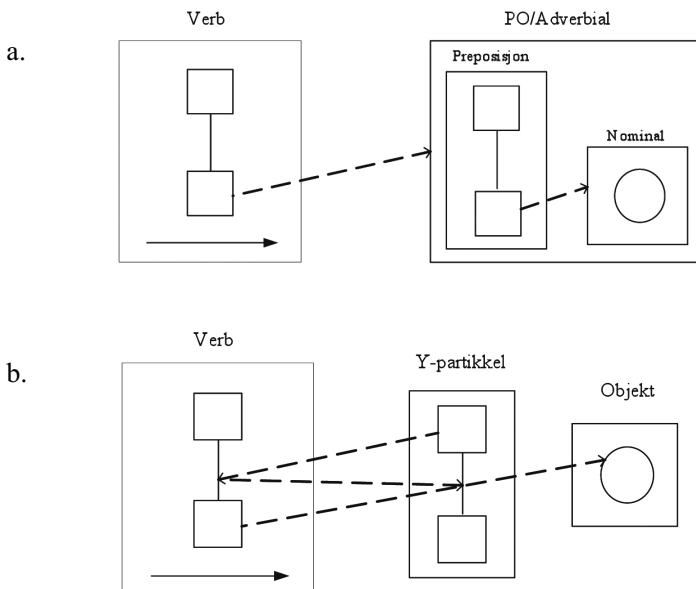 Verb
PO/Adverbial
a.
Preposisjon
Nominal
Verb
Y-partikkel
b.
Objekt